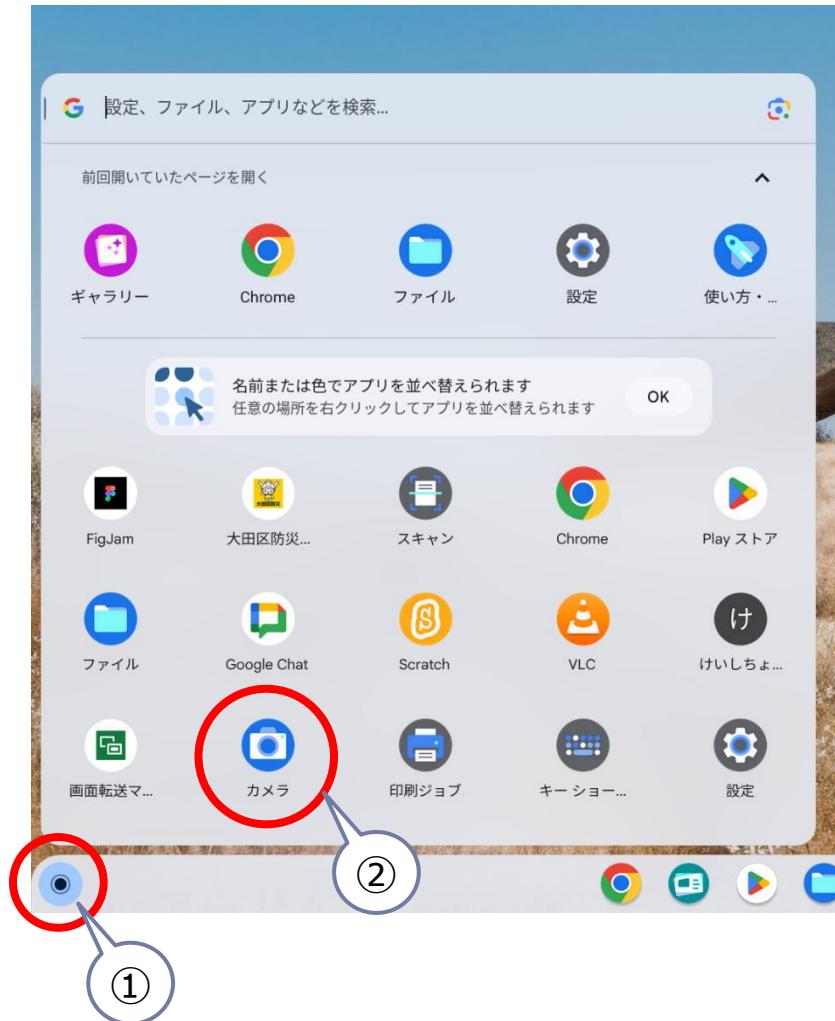 設定、ファイル、アプリなどを検索...
前回開いていたページを開く
ギャラリー
Chrome
ファイル
設定
使い方・...
名前または色でアプリを並べ替えられます
任意の場所を右クリックしてアプリを並べ替えられます
OK
FigJam
大田区防災...
スキャン
Chrome
Play ストア
ファイル
Google Chat
Scratch
VLC
け
けいしちょ...
画面転送マ...
カメラ
印刷ジョブ
キー ショー...
設定
②
①